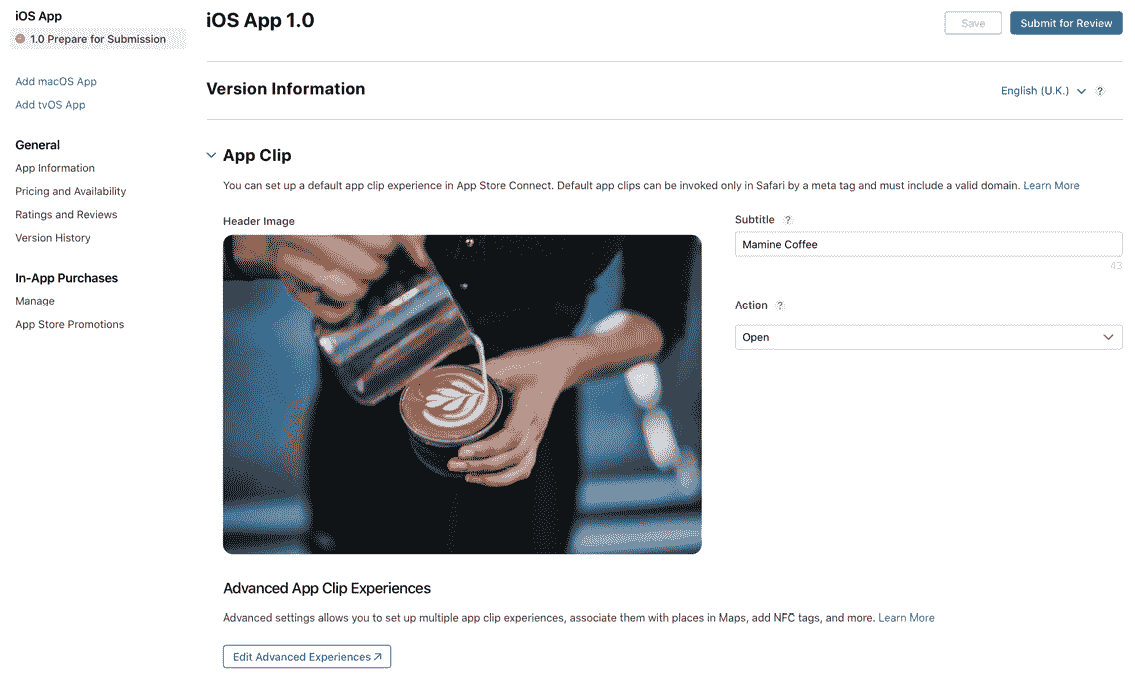 iOS App
1.0 Prepare for Submission
Add macOS App
Add tvOS App
General
App Information
Pricing and Availability
Ratings and Reviews
Version History
In-App Purchases
Manage
App Store Promotions
iOS App 1.0
Save
Submit for Review
Version Information
English (U.K.)
?
App Clip
You can set up a default app clip experience in App Store Connect. Default app clips can be invoked only in Safari by a meta tag and must include a valid domain. Learn More
Header Image
Subtitle ?
Mamine Coffee
43
Action ?
Open
Advanced App Clip Experiences
Advanced settings allows you to set up multiple app clip experiences, associate them with places in Maps, add NFC tags, and more. Learn More
Edit Advanced Experiences